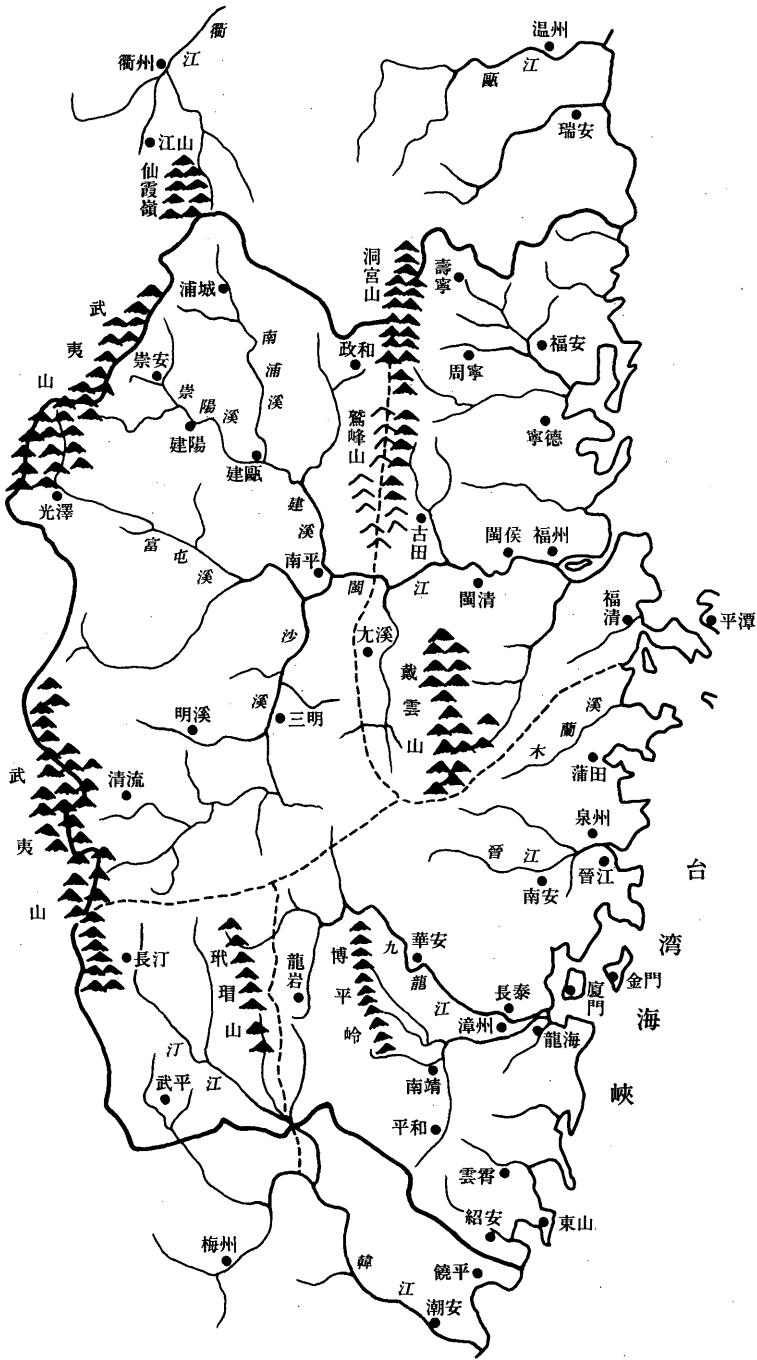 衢江
衢州
江山
仙霞嶺
温州
甌江
瑞安
浦城
洞宮山
壽寧
武夷山
崇安
南浦溪
政和
周寧
福安
崇陽溪
建陽
建甌
鷲峰山
寧德
光澤
建溪
古田
閩侯
福州
富屯溪
南平
閩江
閩清
福清
平潭
沙溪
尢溪
戴雲山
明溪
三明
木蘭溪
蒲田
武夷山
清流
泉州
晉江
晉江
南安
台湾海峽
長汀
玳瑁山
龍岩
博平岭
九龍江
華安
長泰
廈門
金門
漳州
龍海
汀江
武平
南靖
平和
雲霄
紹安
東山
梅州
韓江
饒平
潮安